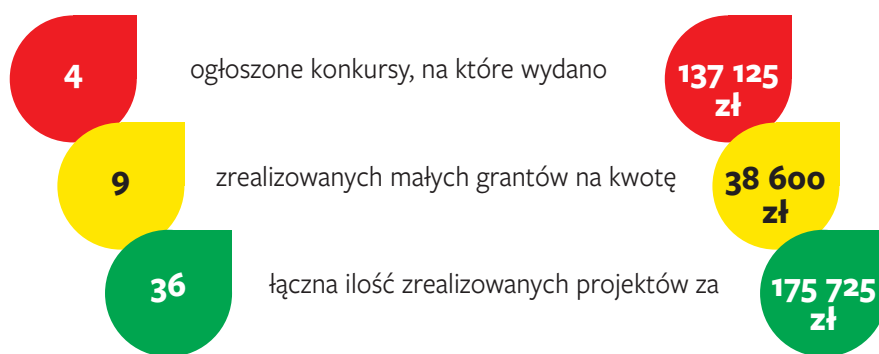 4 ogłoszone konkursy, na które wydano 137 125 zł
9 zrealizowanych małych grantów na kwotę 38 600 zł
36 łączna ilość zrealizowanych projektów za 175 725 zł